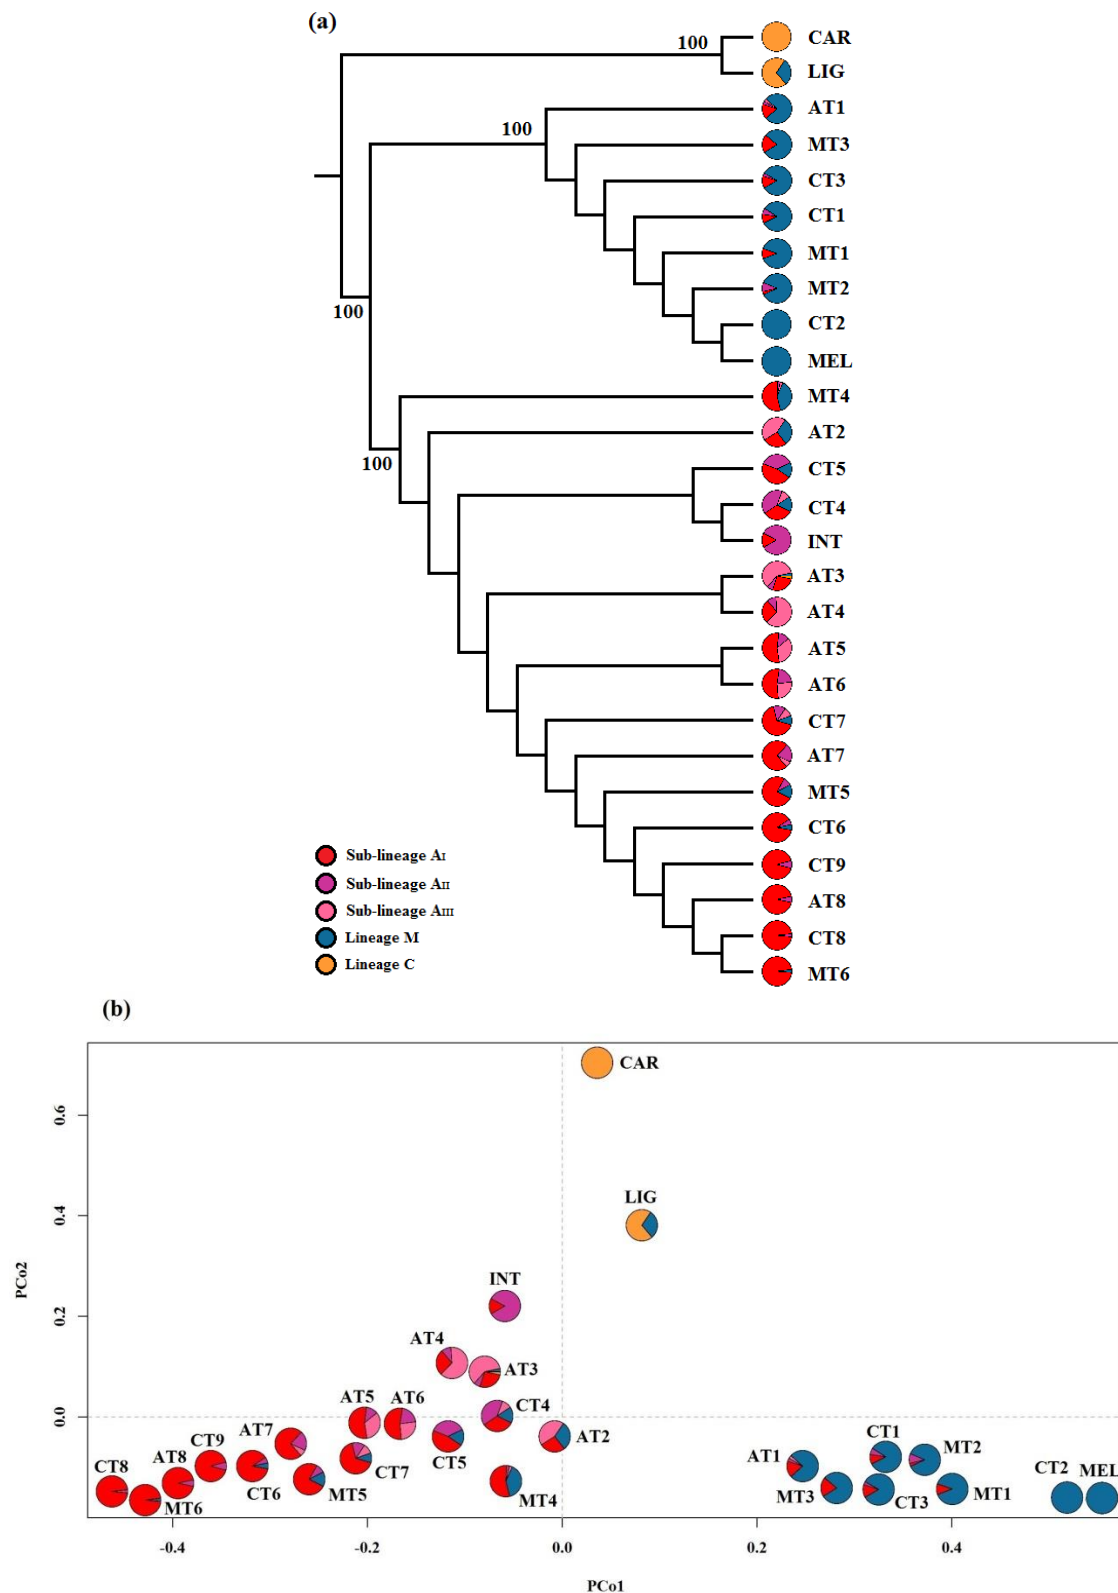 (a)
100
CAR
LIG
AT1
100
MT3
CT3
CT1
MT1
MT2
100
CT2
MEL
MT4
AT2
100
CT5
CT4
INT
AT3
AT4
AT5
AT6
CT7
AT7
MT5
CT6
CT9
AT8
CT8
MT6
Sub-lineage AI
Sub-lineage AII
Sub-lineage AIII
Lineage M
Lineage C
(b)
CAR
LIG
INT
AT4
AT3
AT5
AT6
CT4
AT7
AT2
CT9
CT5
CT7
AT8
CT6
MT5
CT8
MT6
MT4
AT1
CT1
MT2
MT3
CT3
MT1
CT2
MEL
PCo2
0.6
0.4
0.2
0.0
-0.4
-0.2
0.0
0.2
0.4
PCo1